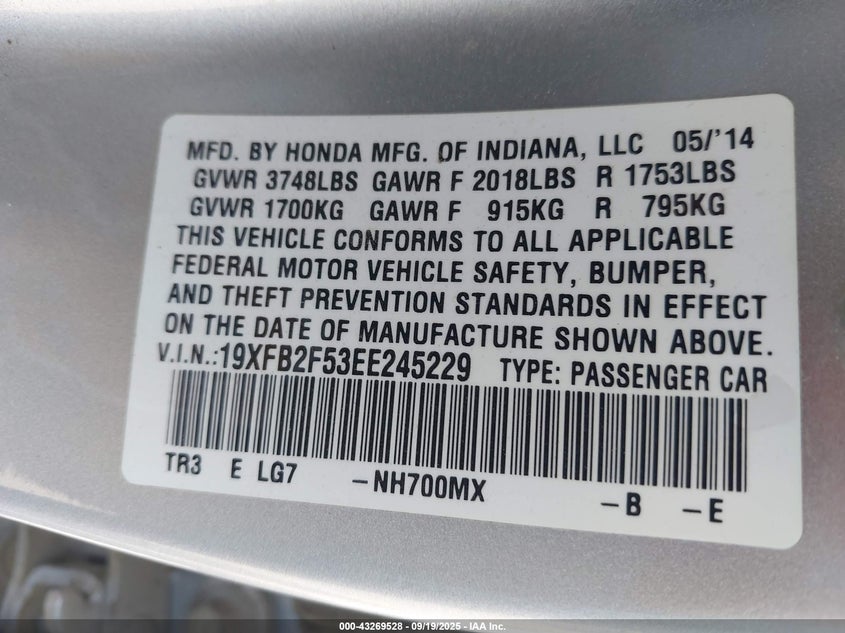 MFD. BY HONDA MFG. OF INDIANA, LLC 05/'14
GVWR 3748LBS GAWR F 2018LBS R 1753LBS
GVWR 1700KG GAWR F 915KG R 795KG
THIS VEHICLE CONFORMS TO ALL APPLICABLE
FEDERAL MOTOR VEHICLE SAFETY, BUMPER,
AND THEFT PREVENTION STANDARDS IN EFFECT
ON THE DATE OF MANUFACTURE SHOWN ABOVE.
V.I.N.:19XFB2F53EE245229 TYPE: PASSENGER CAR
TR3 E LG7 -NH700MX -B -E
000-43269528 - 09/19/2025 - IAA Inc.